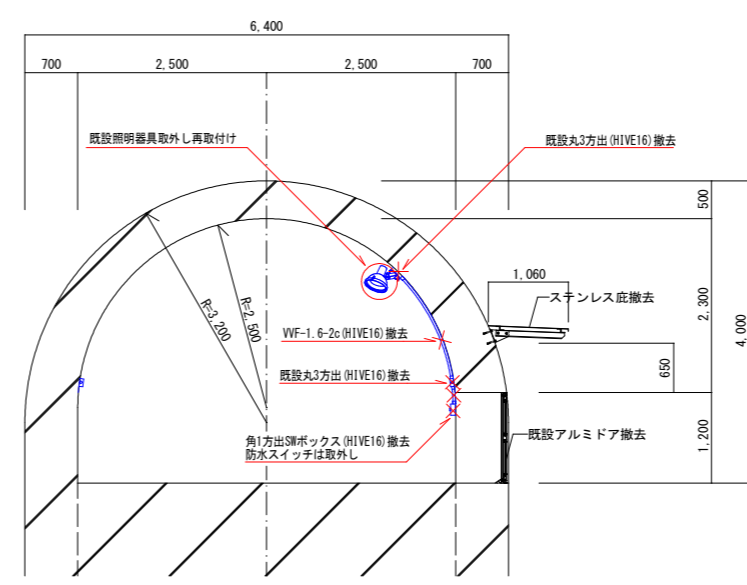 6,400
700
2,500
2,500
700
既設照明器具取外し再取付け
既設丸3方出(HIVE16)撤去
500
1,060
ステンレス庇撤去
2,300
4,000
R=3,200
R=2,500
VVF-1.6-2c(HIVE16)撤去
650
既設丸3方出(HIVE16)撤去
角1方出SWボックス(HIVE16)撤去
防水スイッチは取外し
既設アルミドア撤去
1,200